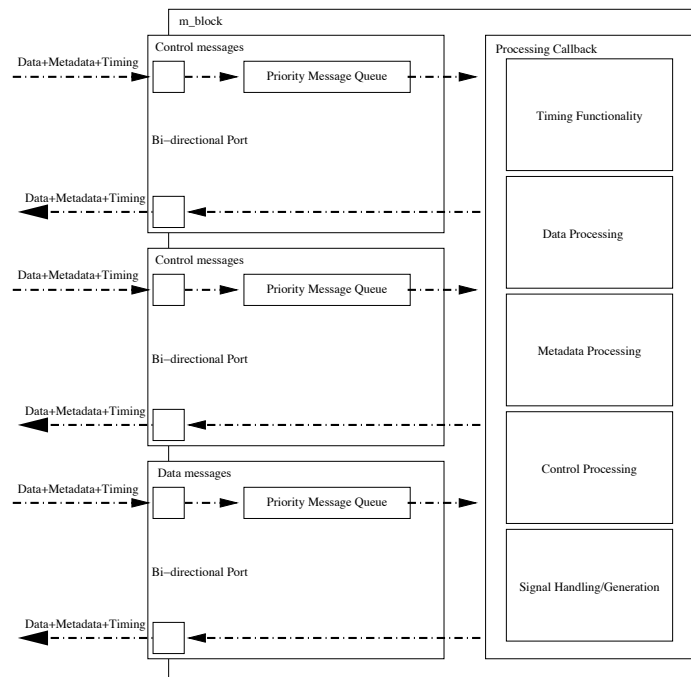 m_block
Control messages
Data+Metadata+Timing
Priority Message Queue
Bi−directional Port
Data+Metadata+Timing
Control messages
Data+Metadata+Timing
Priority Message Queue
Bi−directional Port
Data+Metadata+Timing
Data messages
Data+Metadata+Timing
Priority Message Queue
Bi−directional Port
Data+Metadata+Timing
Processing Callback
Timing Functionality
Data Processing
Metadata Processing
Control Processing
Signal Handling/Generation